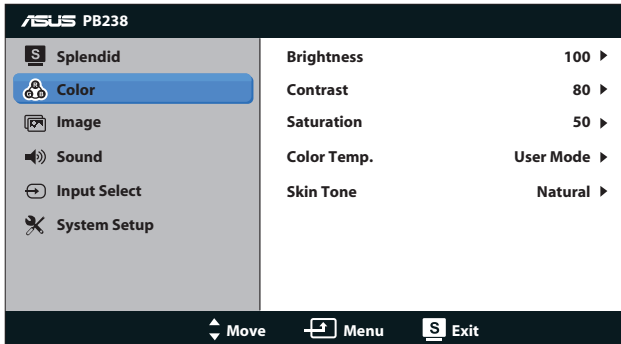 ASUS PB238
S Splendid
Color
Image
Sound
Input Select
System Setup
Brightness 100
Contrast 80
Saturation 50
Color Temp. User Mode
Skin Tone Natural
Move Menu S Exit